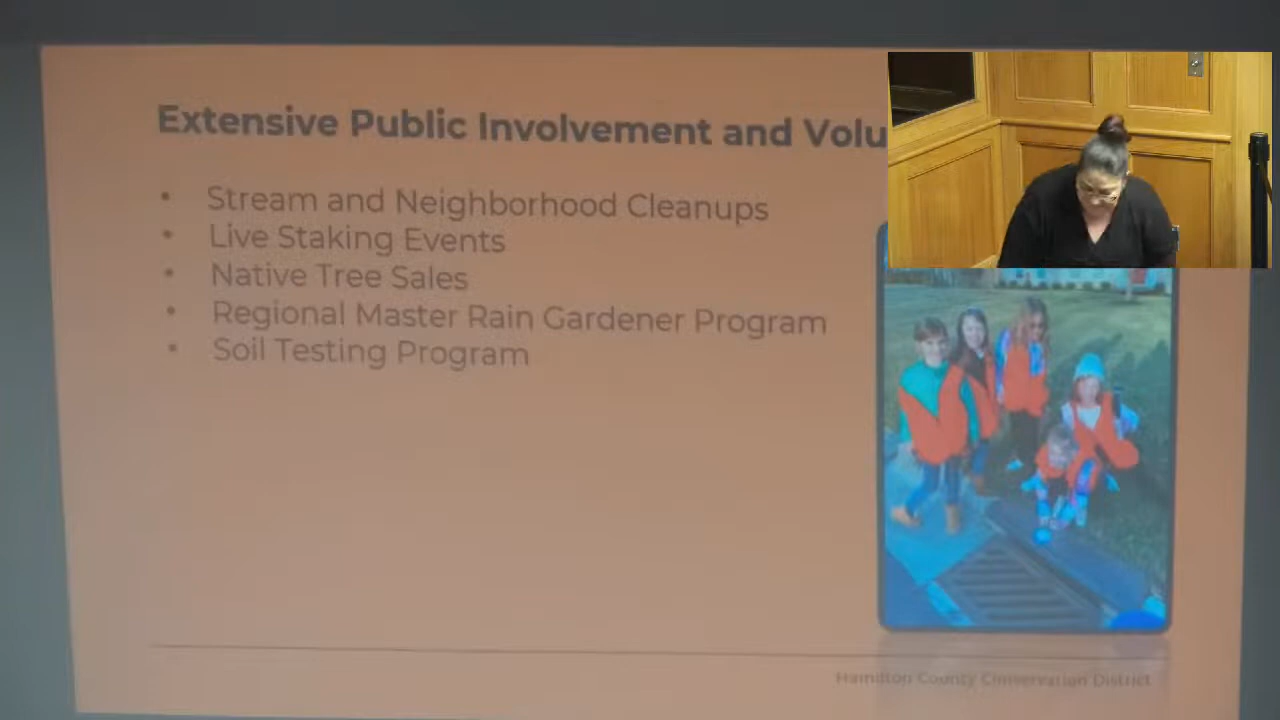 Extensive Public Involvement and Volu
• Stream and Neighborhood Cleanups
• Live Staking Events
• Native Tree Sales
• Regional Master Rain Gardener Program
• Soil Testing Program
Hamilton County Conservation District